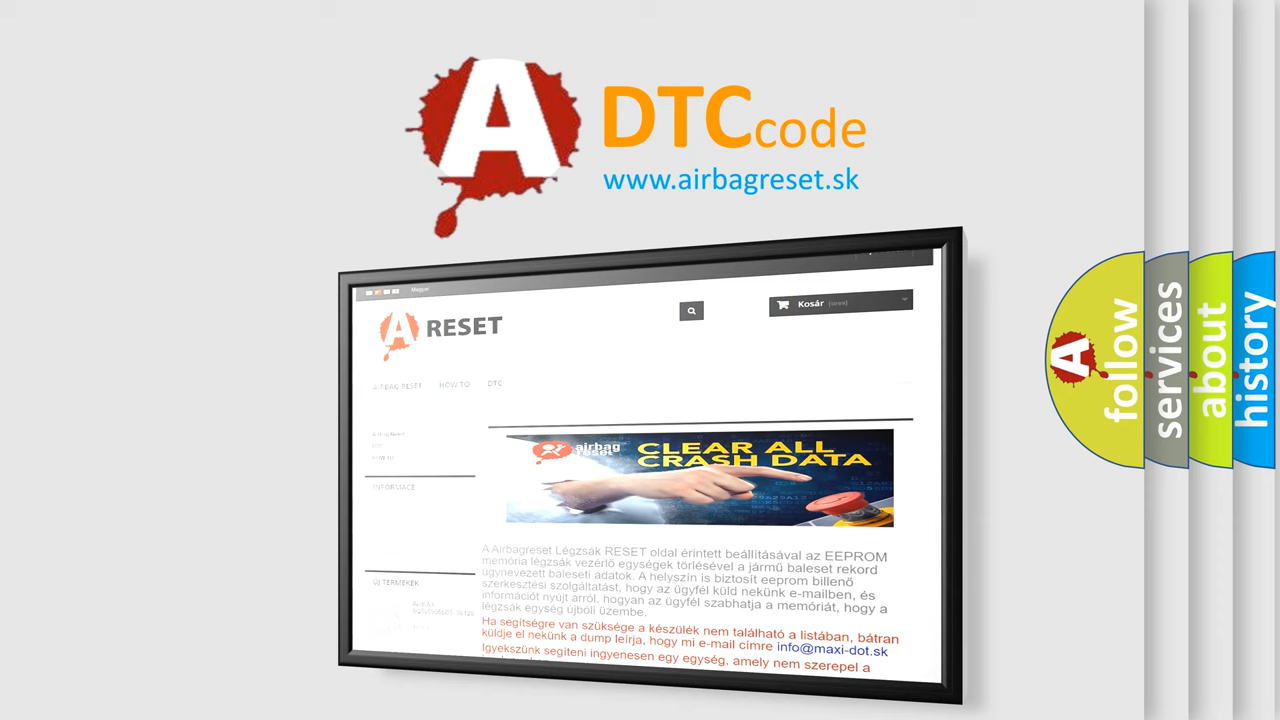 A
DTCcode
www.airbagreset.sk
Magyar
A RESET
Kosár (üres)
AIRBAG RESET HOW TO DTC
INFORMACE
ÚJ TERMÉKEK
airbag
reset
CLEAR ALL
CRASH DATA
A Airbagreset Légzsák RESET oldal érintett beállításával az EEPROM
memória légzsák vezérlő egységek törlésével a jármű baleset rekord
úgynevezett baleseti adatok. A helyszín is biztosít eeprom billenő
szerkesztési szolgáltatást, hogy az ügyfél küld nekünk e-mailben, és
információt nyújt arról, hogyan az ügyfél szabhatja a memóriát, hogy a
légzsák egység újbóli üzembe.
Ha segítségre van szüksége a készülék nem található a listában, bátran
küldje el nekünk a dump leírja, hogy mi e-mail címre info@maxi-dot.sk
Igyekszünk segíteni ingyenesen egy egység, amely nem szerepel a
A
follow
services
about
history